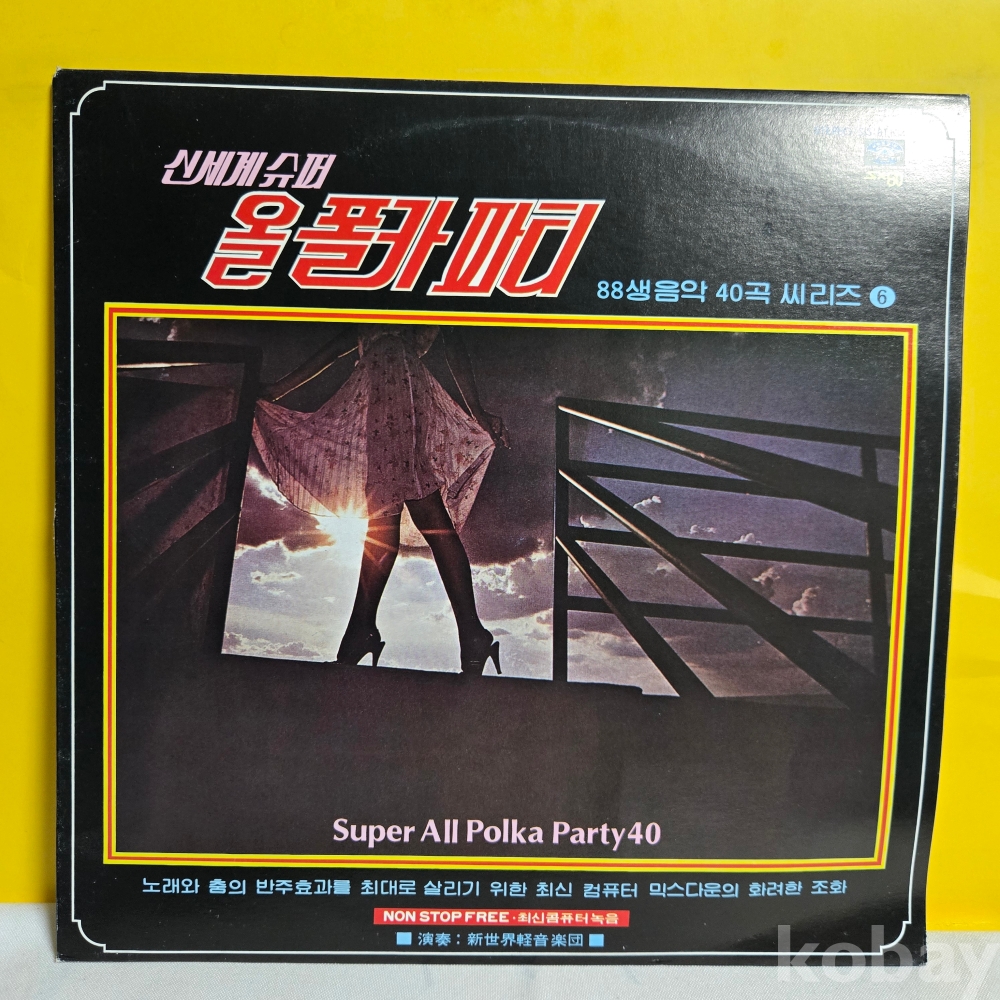 신세계 슈퍼
올 폴카 파티
88생음악 40곡 씨리즈 6
Super All Polka Party 40
노래와 춤의 반주효과를 최대로 살리기 위한 최신 컴퓨터 믹스다운의 화려한 조화
NON STOP FREE·최신콤퓨터녹음
■ 演奏 : 新世界軽音楽団 ■
kobay